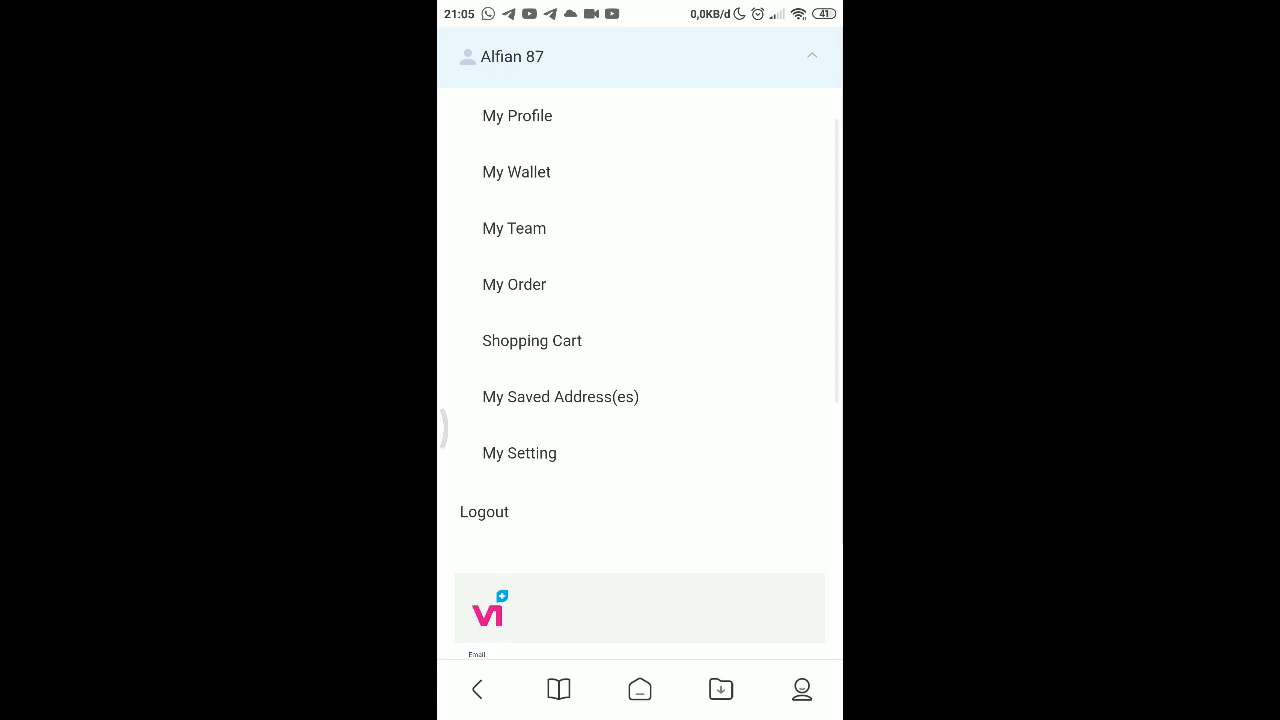 21:05 0,0KB/d 41
Alfian 87
My Profile
My Wallet
My Team
My Order
Shopping Cart
My Saved Address(es)
My Setting
Logout
vi
Email